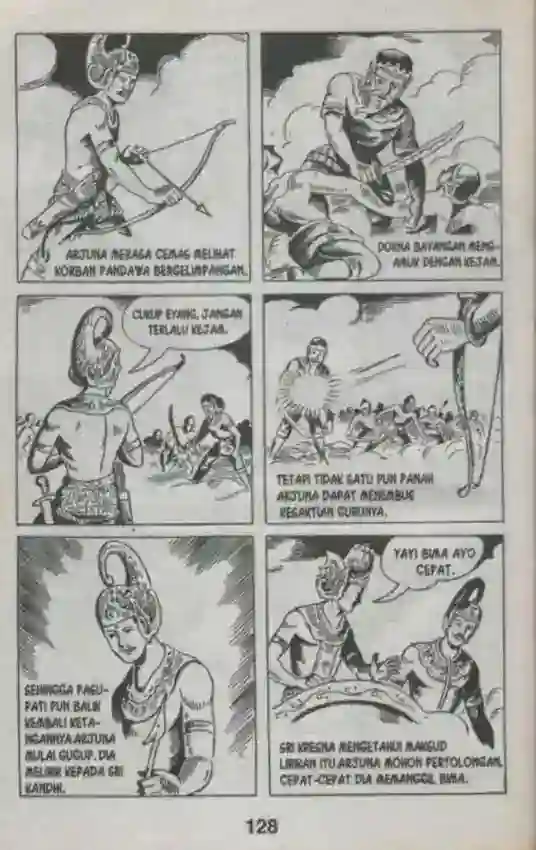 ARJUNA MERASA CEMAS MELIHAT
KORBAN PANDAWA BERGELIMPANGAN.
DORNA BAYANGAN MENG-
AMUK DENGAN KEJAM.
CUKUP EYANG, JANGAN
TERLALU KEJAM.
TETAPI TIDAK SATU PUN PANAH
ARJUNA DAPAT MENEMBUS
KESAKTIAN GURUNYA.
SEHINGGA PASU-
PATI PUN BALIK
KEMBALI KETA-
NGANNYA. ARJUNA
MULAI GUGUP. DIA
MELIRIK KEPADA SRI
KANDHI.
YAYI BIMA AYO
CEPAT.
SRI KRESNA MENGETAHUI MAKSUD
LIRIKAN ITU ARJUNA MOHON PERTOLONGAN.
CEPAT-CEPAT DIA MEMANGGIL BIMA.
128